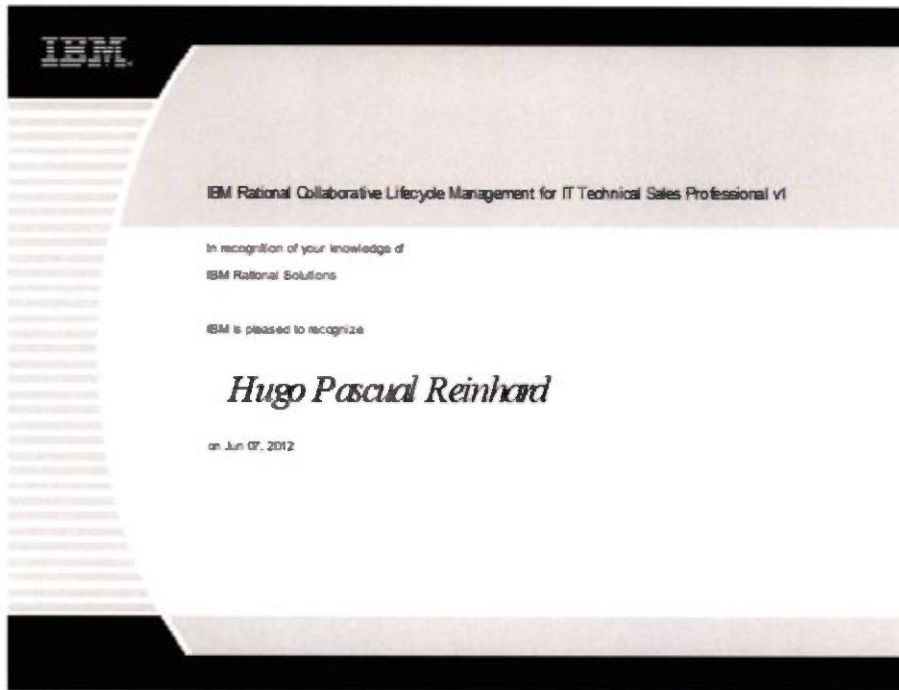 IBM
IBM Rational Collaborative Lifecycle Management for IT Technical Sales Professional v1
In recognition of your knowledge of
IBM Rational Solutions
IBM is pleased to recognize
Hugo Pascual Reinhard
on Jun 07, 2012